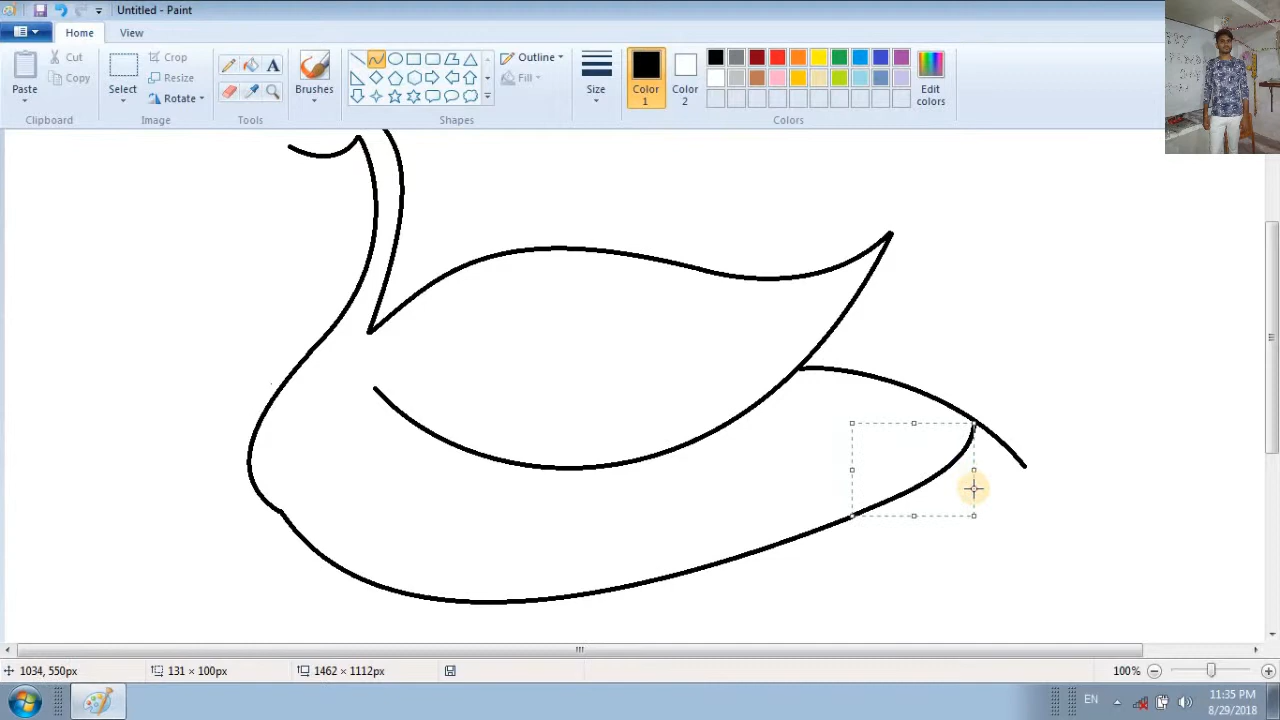 Untitled - Paint
Home
View
Paste
Cut
Copy
Clipboard
Select
Crop
Resize
Rotate
Image
Tools
Brushes
Shapes
Outline
Fill
Size
Color
1
Color
2
Edit
colors
Colors
1034, 550px
131 × 100px
1462 × 1112px
100%
EN
11:35 PM
8/29/2018